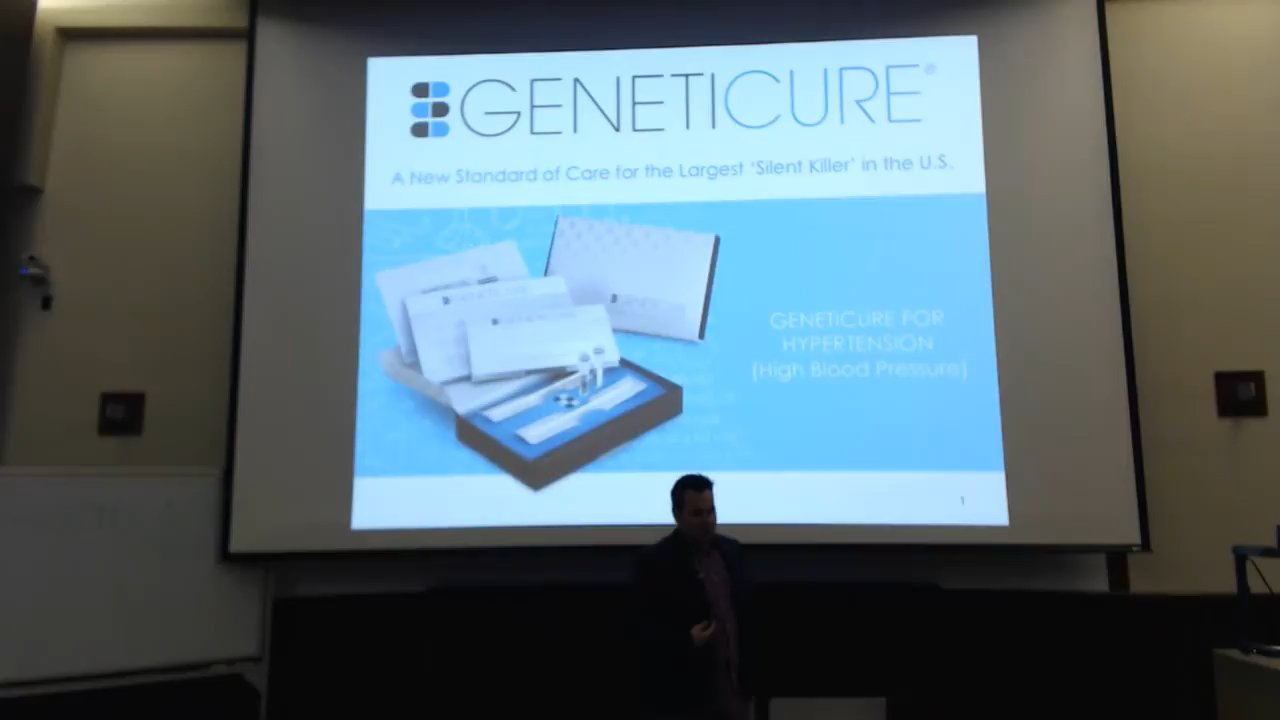 GENETICURE®
A New Standard of Care for the Largest 'Silent Killer' in the U.S.
GENETICURE FOR
HYPERTENSION
(High Blood Pressure)
1